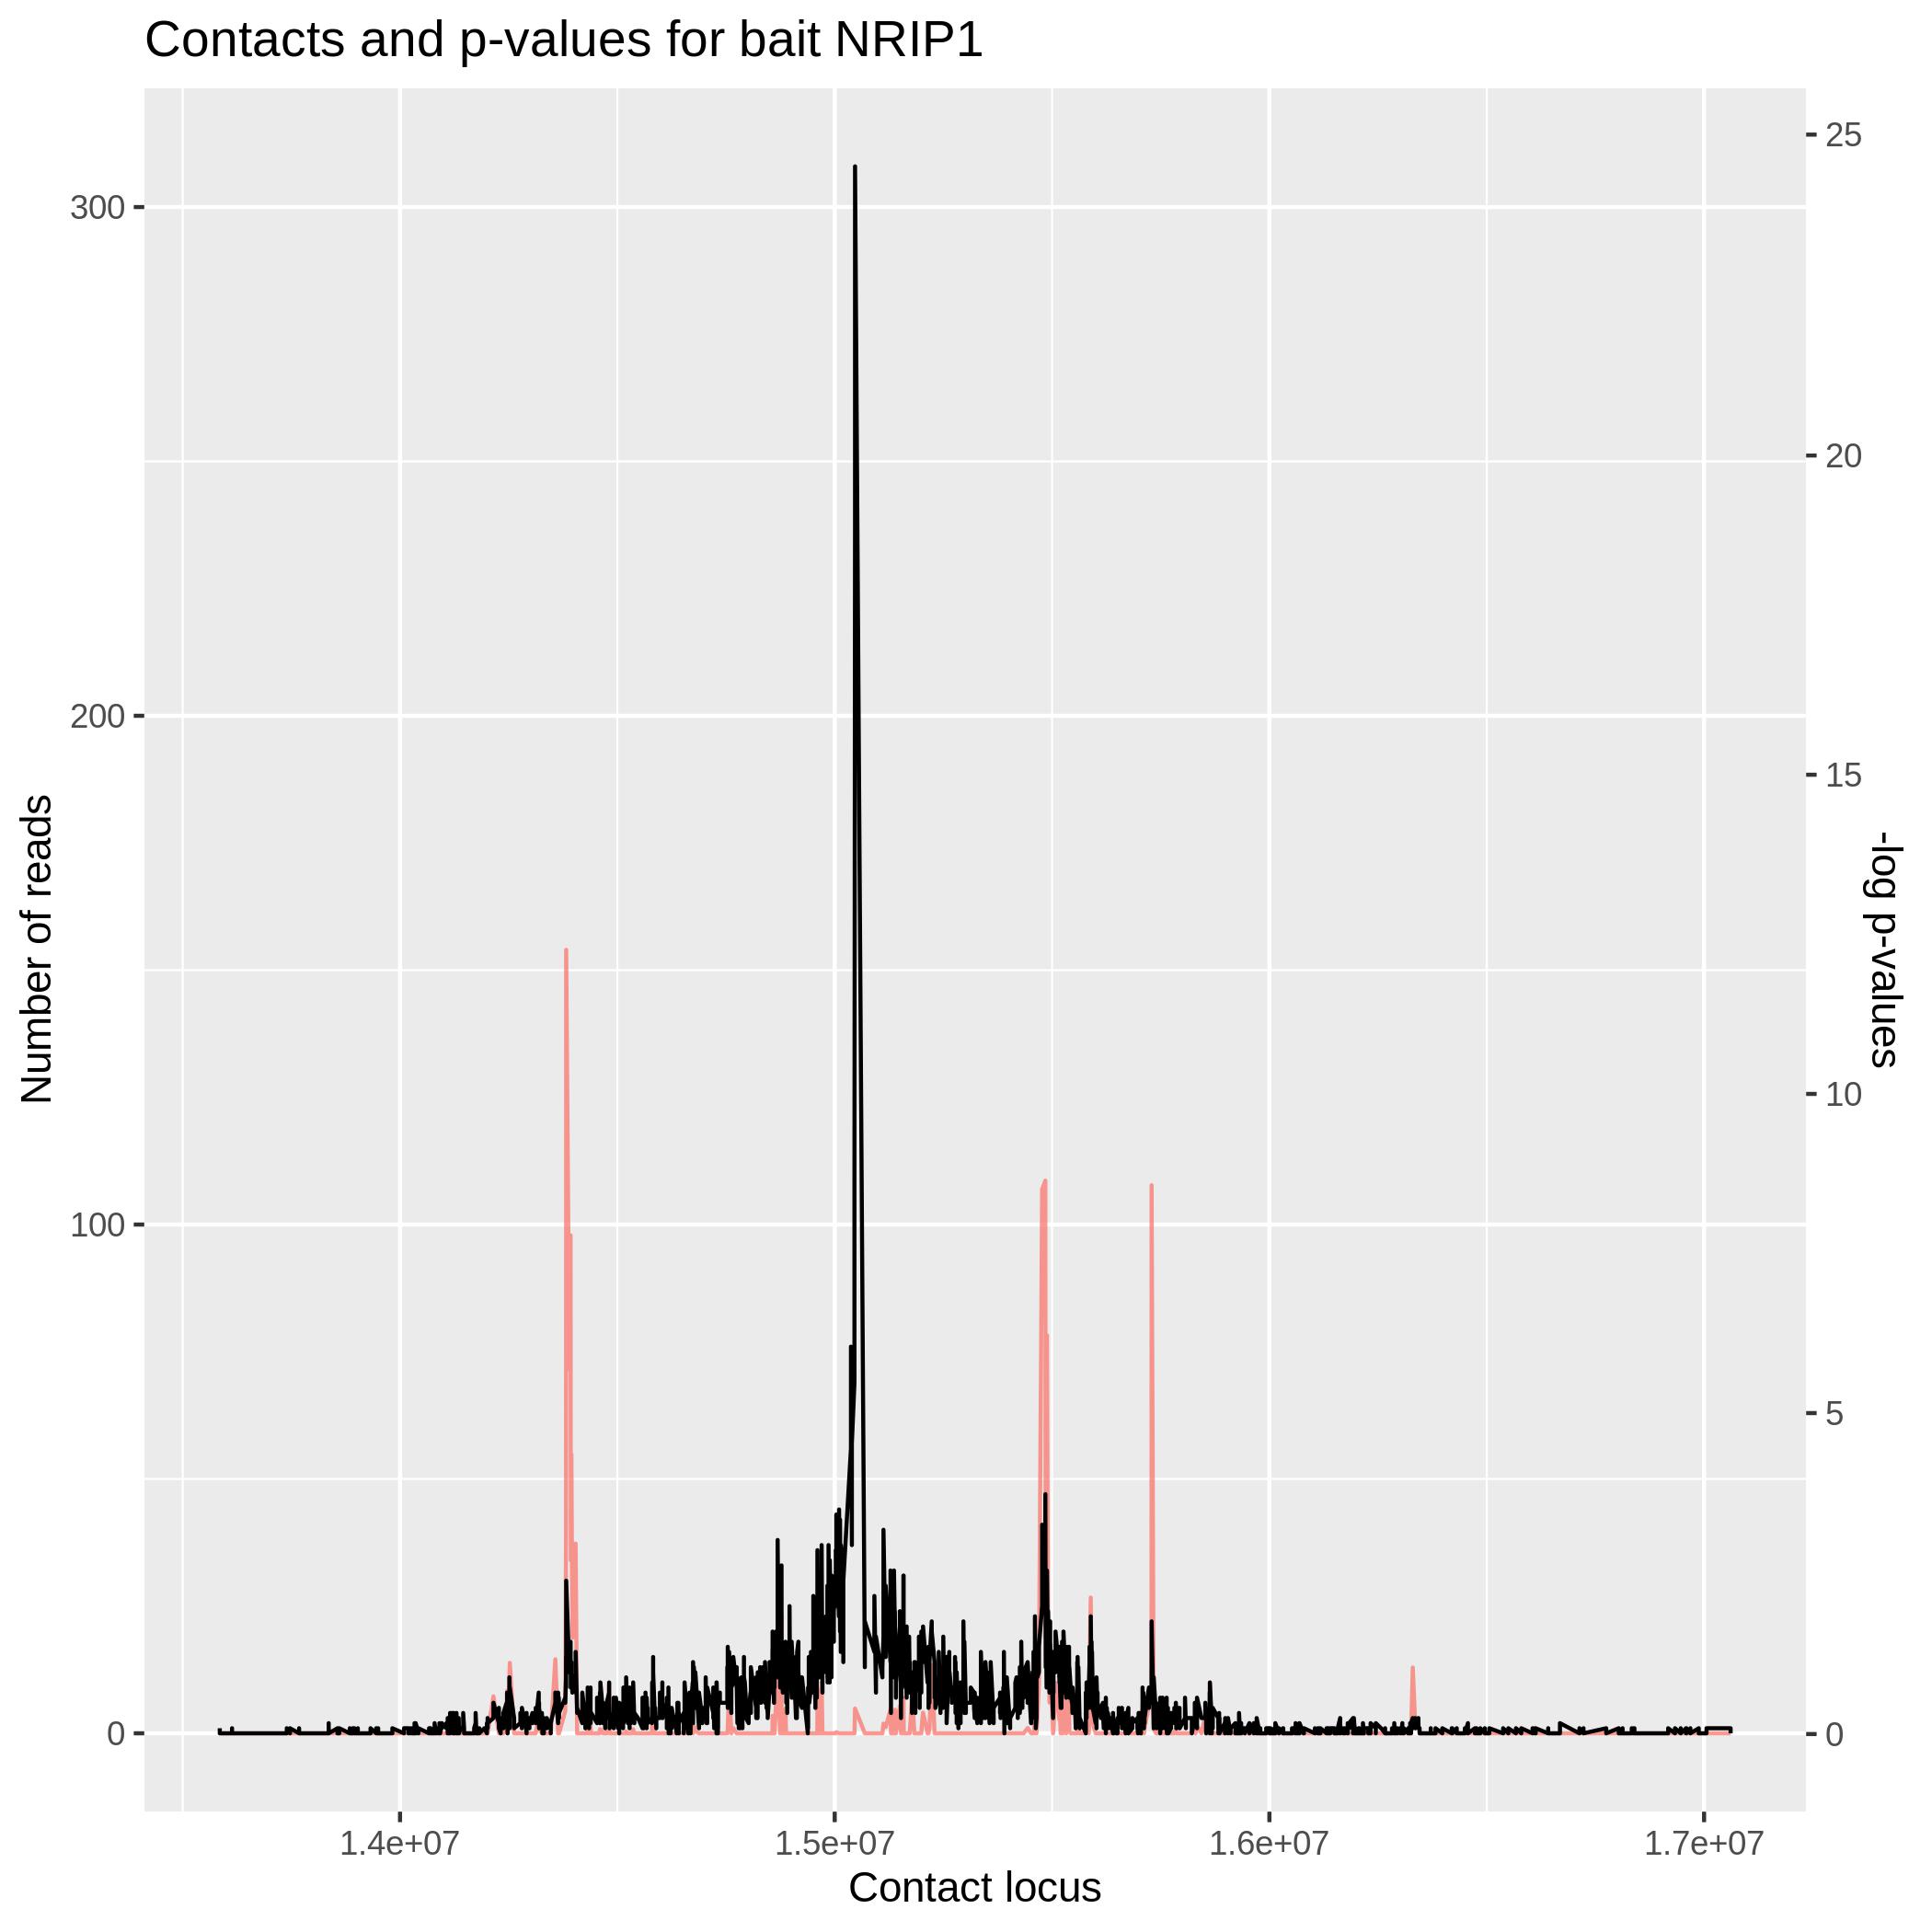 Contacts and p-values for bait NRIP1
Number of reads
300
200
100
0
25
20
15
10
5
0
-log p-values
1.4e+07
1.5e+07
1.6e+07
1.7e+07
Contact locus